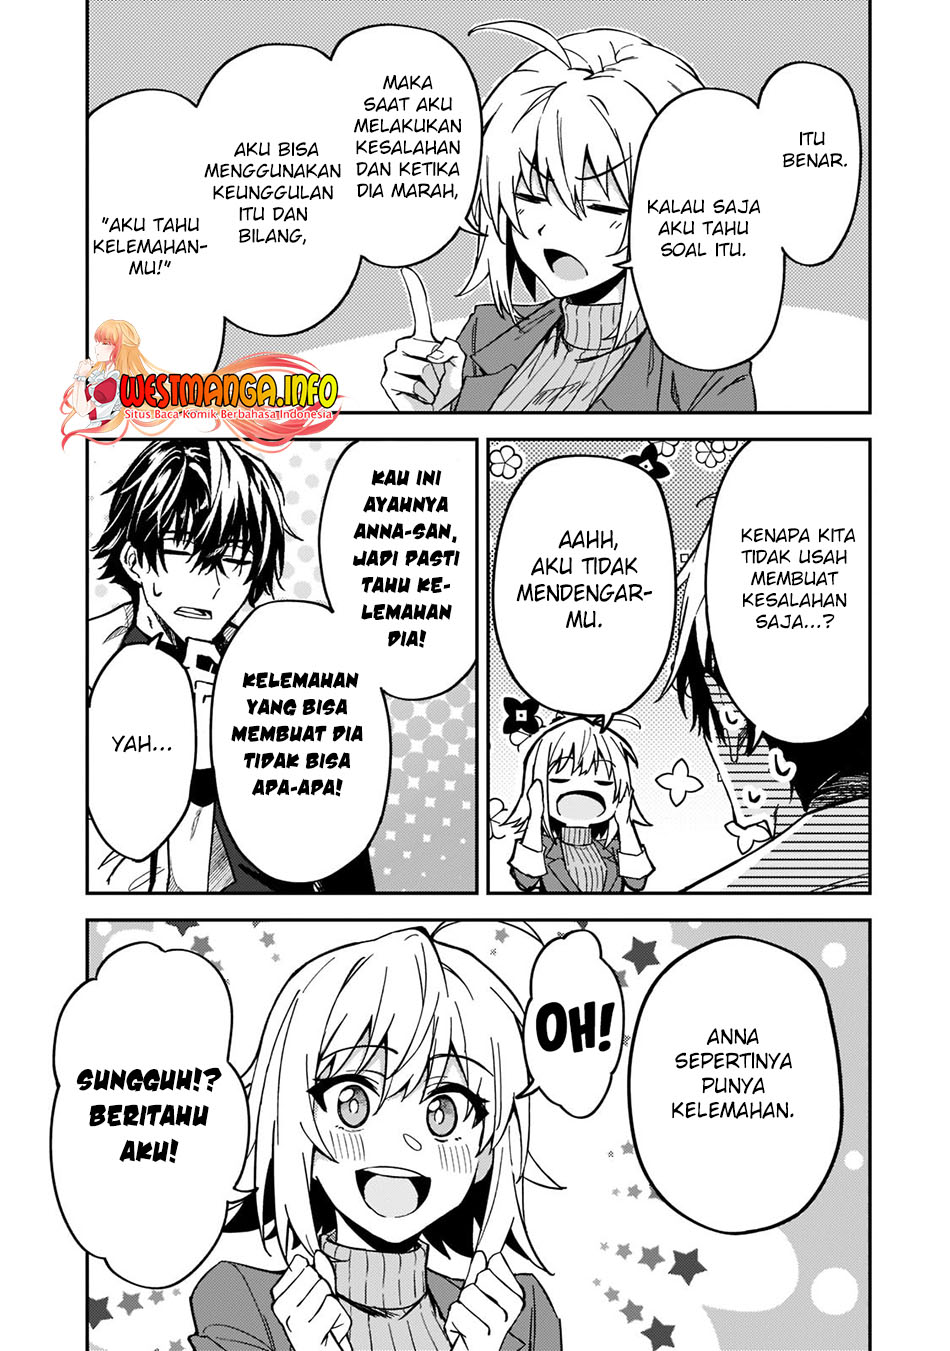 ITU
BENAR.
KALAU SAJA
AKU TAHU
SOAL ITU.
MAKA
SAAT AKU
MELAKUKAN
KESALAHAN
DAN KETIKA
DIA MARAH,
AKU BISA
MENGGUNAKAN
KEUNGGULAN
ITU DAN
BILANG,
"AKU TAHU
KELEMAHAN-
MU!"
WESTMANGA.INFO
Situs Baca Komik Berbahasa Indonesia
KENAPA KITA
TIDAK USAH
MEMBUAT
KESALAHAN
SAJA...?
AAHH,
AKU TIDAK
MENDENGAR-
MU.
KAU INI
AYAHNYA
ANNA-SAN,
JADI PASTI
TAHU KE-
LEMAHAN
DIA!
KELEMAHAN
YANG BISA
MEMBUAT DIA
TIDAK BISA
APA-APA!
YAH...
ANNA
SEPERTINYA
PUNYA
KELEMAHAN.
OH!
SUNGGUH!?
BERITAHU
AKU!